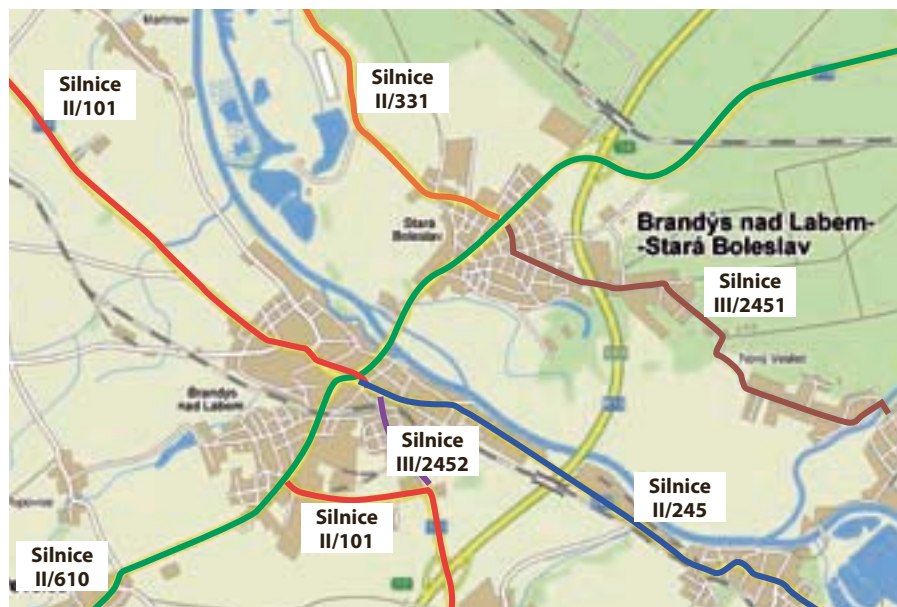 Martinov
Silnice
II/101
Silnice
II/331
Stará
Boleslav
Brandýs nad Labem-
-Stará Boleslav
Silnice
III/2451
Nový Vestec
Brandýs
nad Labem
Silnice
III/2452
Silnice
II/245
Silnice
II/101
Silnice
II/610